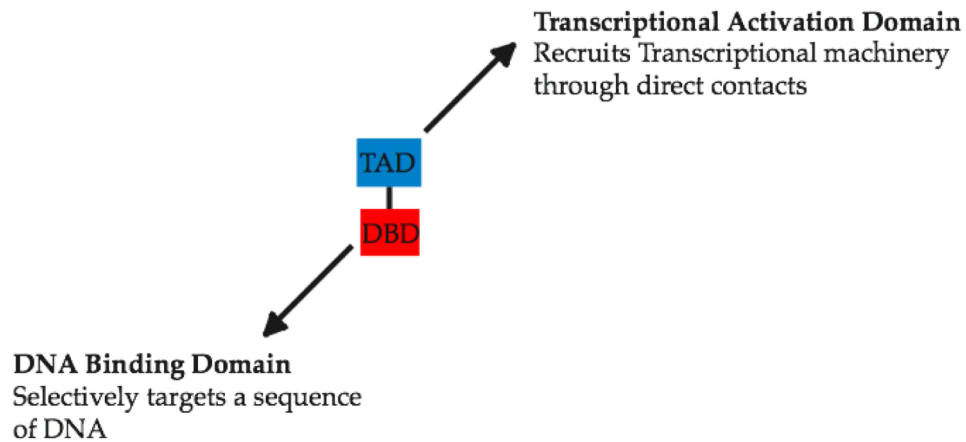 Transcriptional Activation Domain
Recruits Transcriptional machinery
through direct contacts
TAD
DBD
DNA Binding Domain
Selectively targets a sequence
of DNA